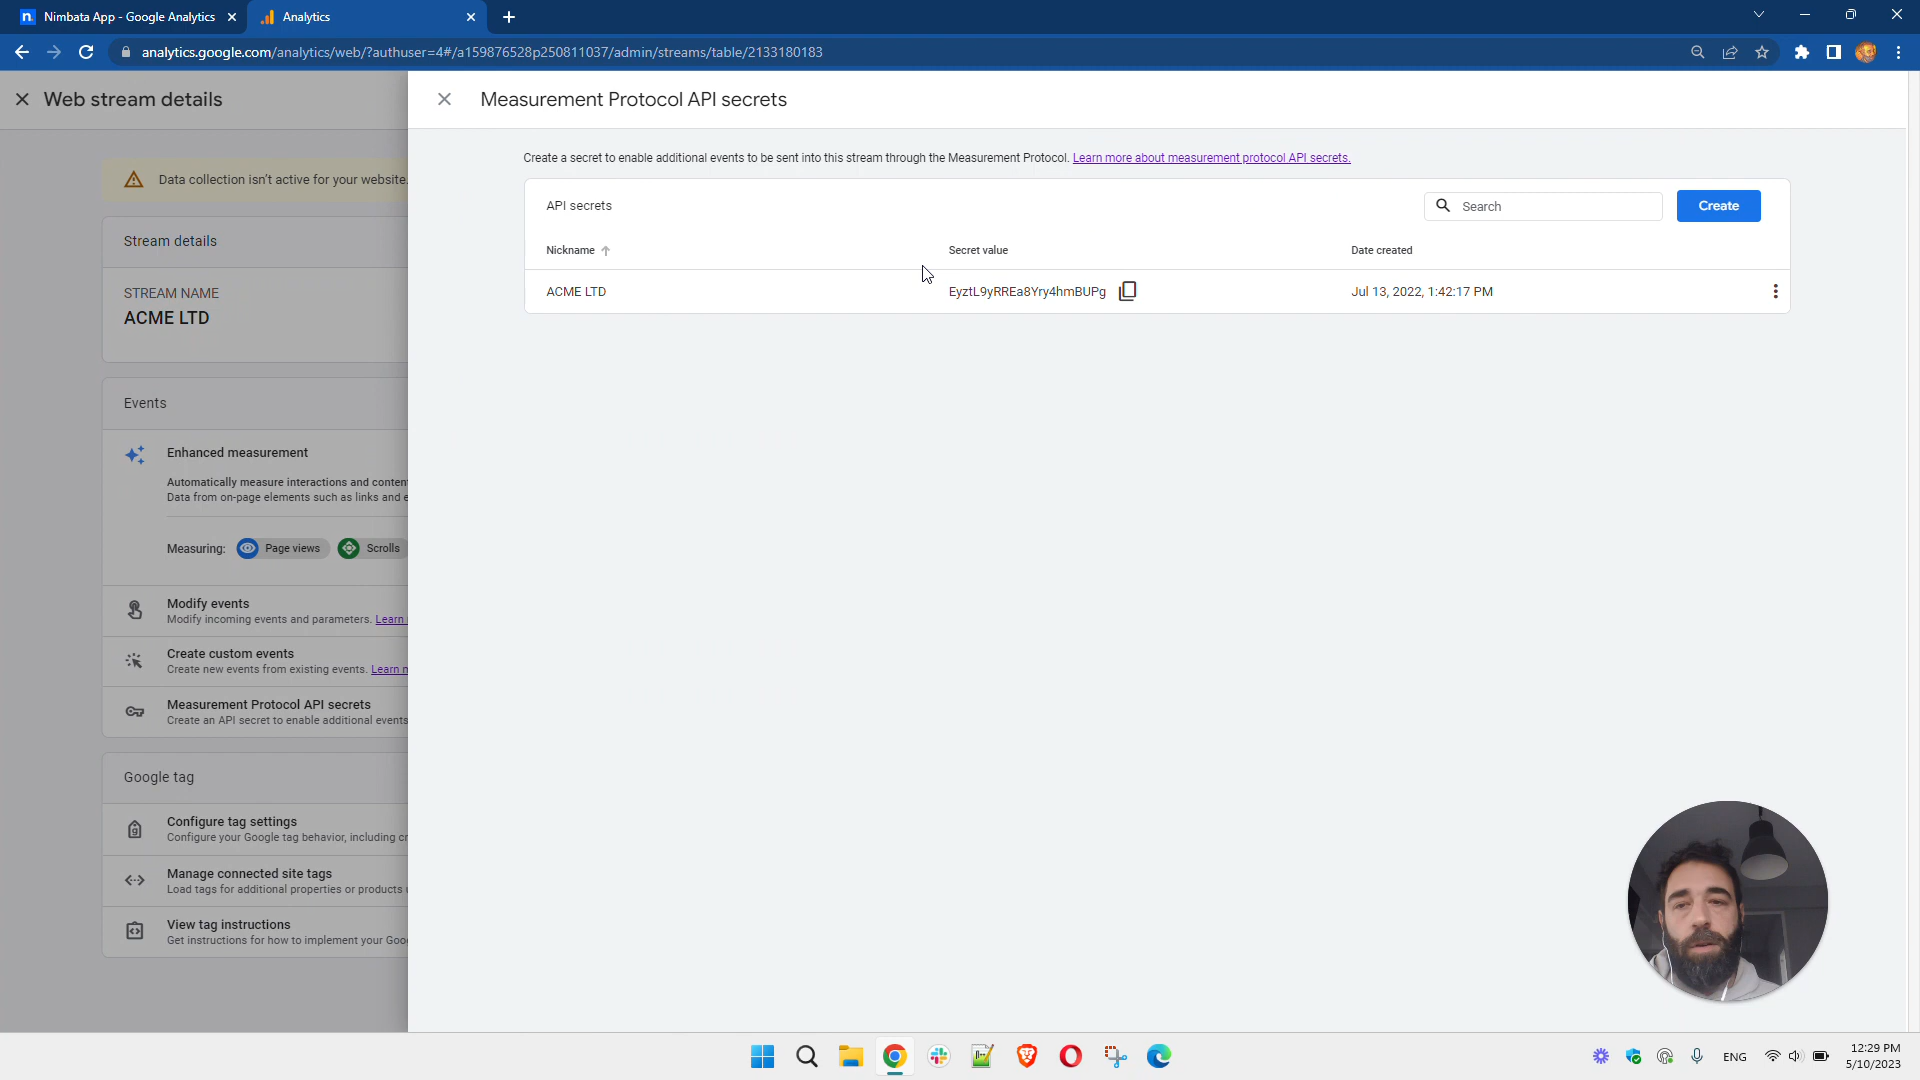 Nimbata App - Google Analytics
Analytics
analytics.google.com/analytics/web/?authuser=4#/a159876528p250811037/admin/streams/table/2133180183
Web stream details
Data collection isn't active for your website.
Stream details
STREAM NAME
ACME LTD
Events
Enhanced measurement
Automatically measure interactions and conten
Data from on-page elements such as links and e
Measuring: Page views Scrolls
Modify events
Modify incoming events and parameters. Learn
Create custom events
Create new events from existing events. Learn m
Measurement Protocol API secrets
Create an API secret to enable additional events
Google tag
Configure tag settings
Configure your Google tag behavior, including cr
Manage connected site tags
Load tags for additional properties or products u
View tag instructions
Get instructions for how to implement your Goo
Measurement Protocol API secrets
Create a secret to enable additional events to be sent into this stream through the Measurement Protocol. Learn more about measurement protocol API secrets.
API secrets
Search
Create
Nickname Secret value Date created
ACME LTD EyztL9yRREa8Yry4hmBUPg Jul 13, 2022, 1:42:17 PM
ENG
12:29 PM
5/10/2023